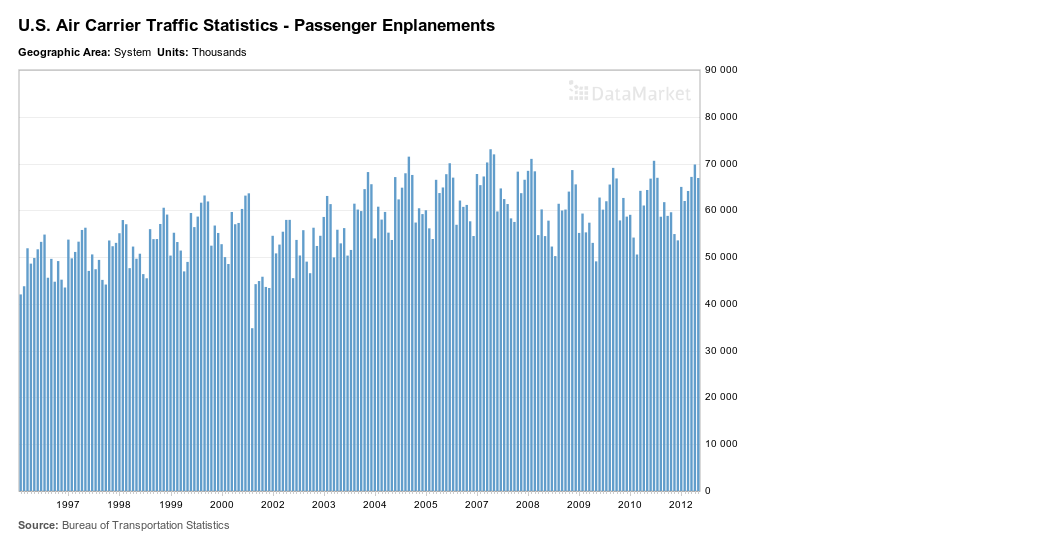 U.S. Air Carrier Traffic Statistics - Passenger Enplanements
Geographic Area: System Units: Thousands
90 000
DataMarket
80 000
70 000
60 000
50 000
40 000
30 000
20 000
10 000
0
1997 1998 1999 2000 2002 2003 2004 2005 2007 2008 2009 2010 2012
Source: Bureau of Transportation Statistics